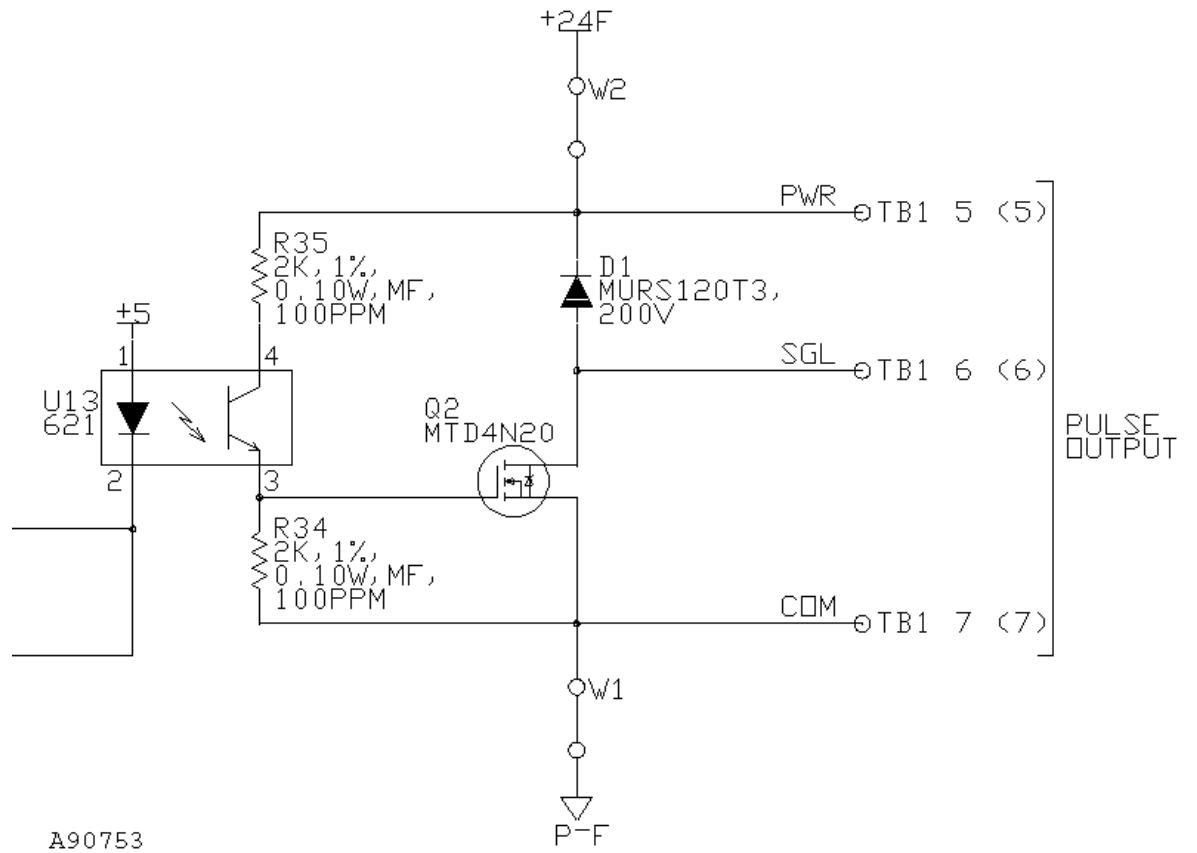 +24F
W2
PWR
TB1 5 (5)
R35
2K, 1%,
0.10W,MF,
100PPM
D1
MURS120T3,
200V
+5
1
4
SGL
TB1 6 (6)
U13
621
Q2
MTD4N20
PULSE
OUTPUT
2
3
R34
2K, 1%,
0.10W,MF,
100PPM
COM
TB1 7 (7)
W1
P-F
A90753